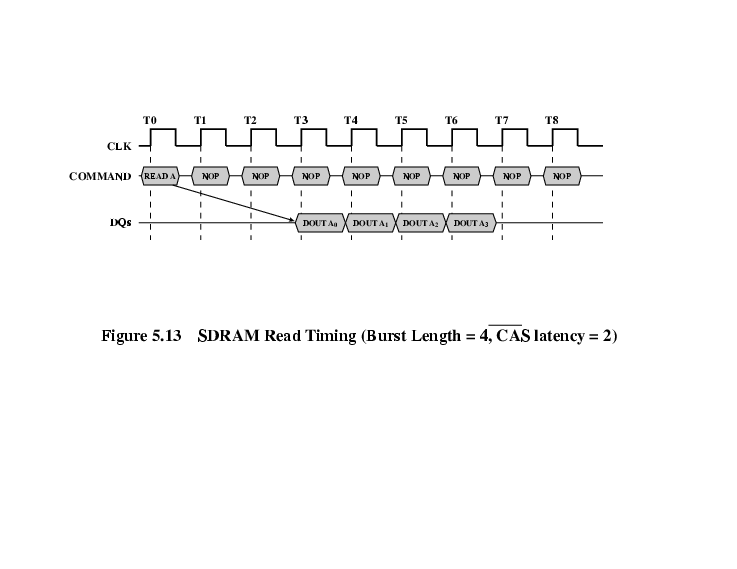 T0 T1 T2 T3 T4 T5 T6 T7 T8
CLK
COMMAND READ A NOP NOP NOP NOP NOP NOP NOP NOP
DQs DOUT A0 DOUT A1 DOUT A2 DOUT A3
Figure 5.13 SDRAM Read Timing (Burst Length = 4, CAS latency = 2)